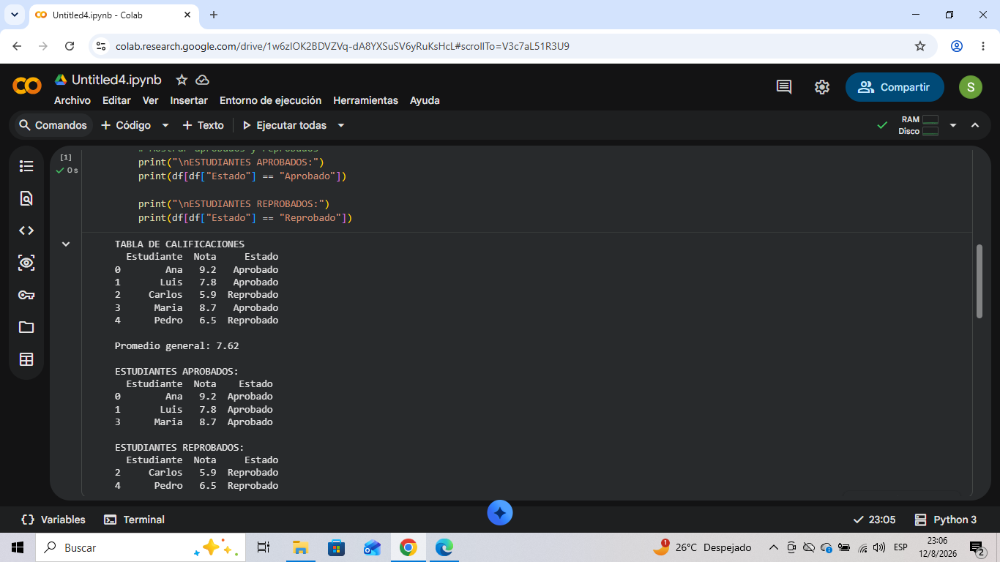 Untitled4.ipynb - Colab
colab.research.google.com/drive/1w6zIOK2BDVZVq-dA8YXSuSV6yRuKsHcL#scrollTo=V3c7aL51R3U9
Untitled4.ipynb
Archivo Editar Ver Insertar Entorno de ejecución Herramientas Ayuda
Compartir
S
Comandos + Código + Texto Ejecutar todas
RAM
Disco
[1]
0 s
# Mostrar aprobados y reprobados
print("\nESTUDIANTES APROBADOS:")
print(df[df["Estado"] == "Aprobado"])
print("\nESTUDIANTES REPROBADOS:")
print(df[df["Estado"] == "Reprobado"])
TABLA DE CALIFICACIONES
Estudiante Nota Estado
0 Ana 9.2 Aprobado
1 Luis 7.8 Aprobado
2 Carlos 5.9 Reprobado
3 Maria 8.7 Aprobado
4 Pedro 6.5 Reprobado
Promedio general: 7.62
ESTUDIANTES APROBADOS:
Estudiante Nota Estado
0 Ana 9.2 Aprobado
1 Luis 7.8 Aprobado
3 Maria 8.7 Aprobado
ESTUDIANTES REPROBADOS:
Estudiante Nota Estado
2 Carlos 5.9 Reprobado
4 Pedro 6.5 Reprobado
{} Variables Terminal
23:05 Python 3
Buscar
1
26°C Despejado
ESP
23:06
12/8/2026
2